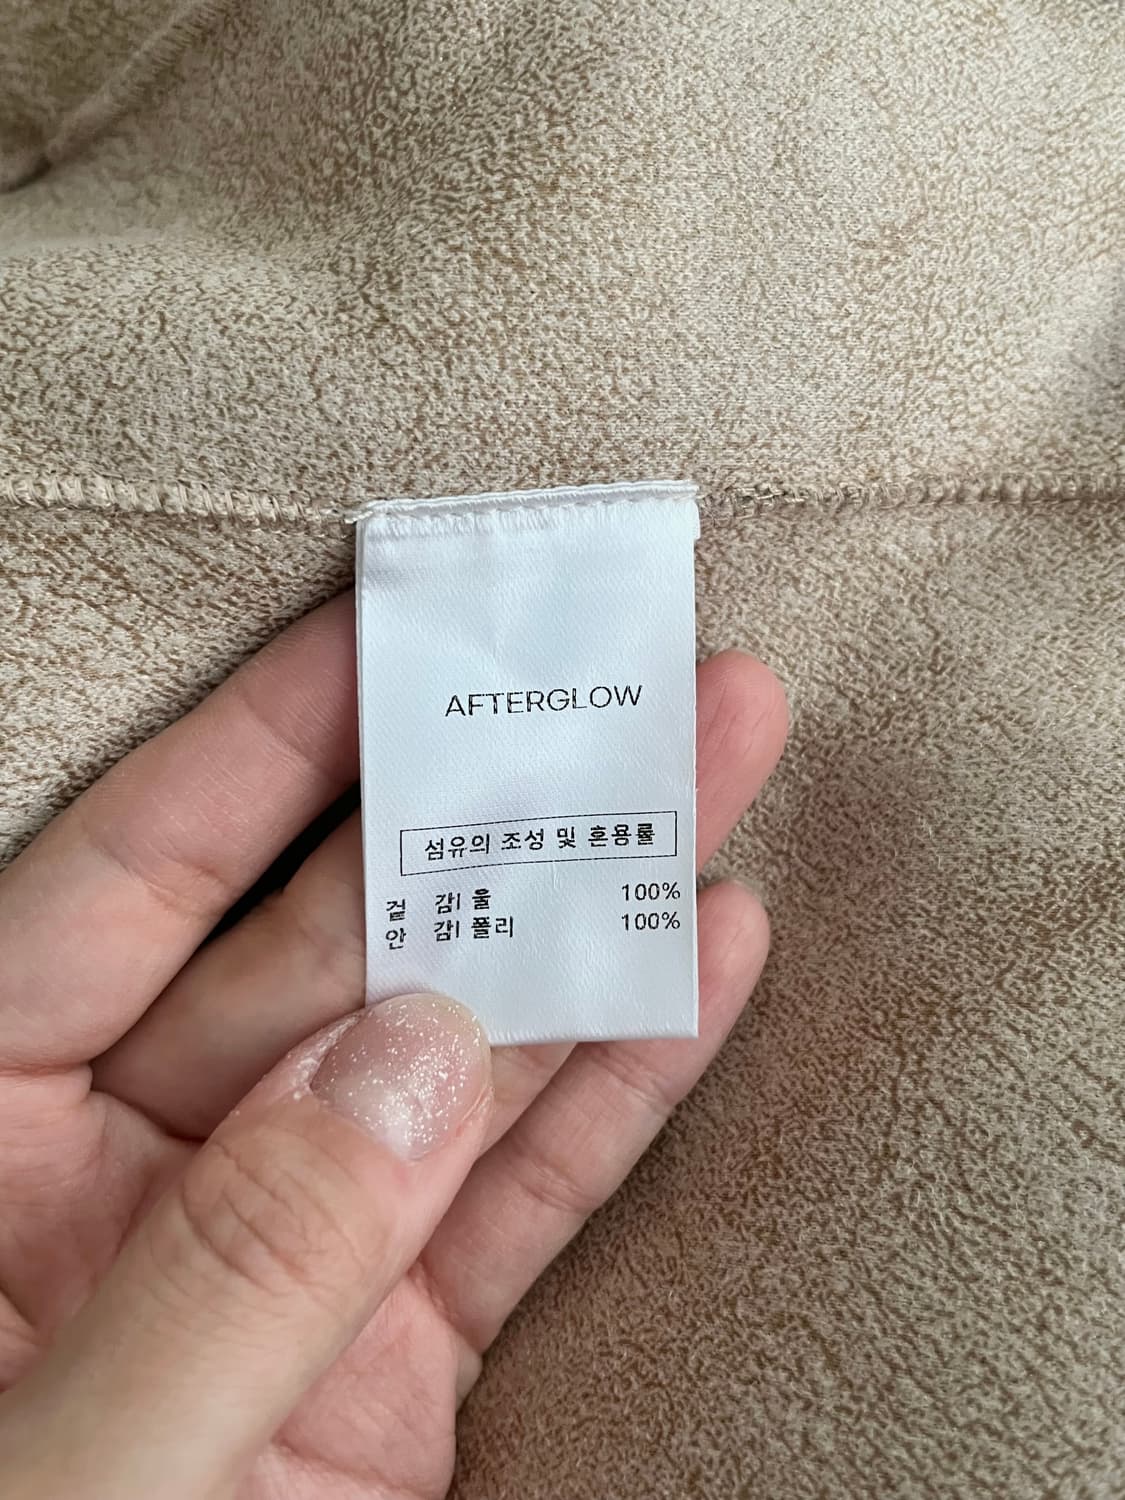 AFTERGLOW
섬유의 조성 및 혼용률
겉 감| 울 100%
안 감| 폴리 100%